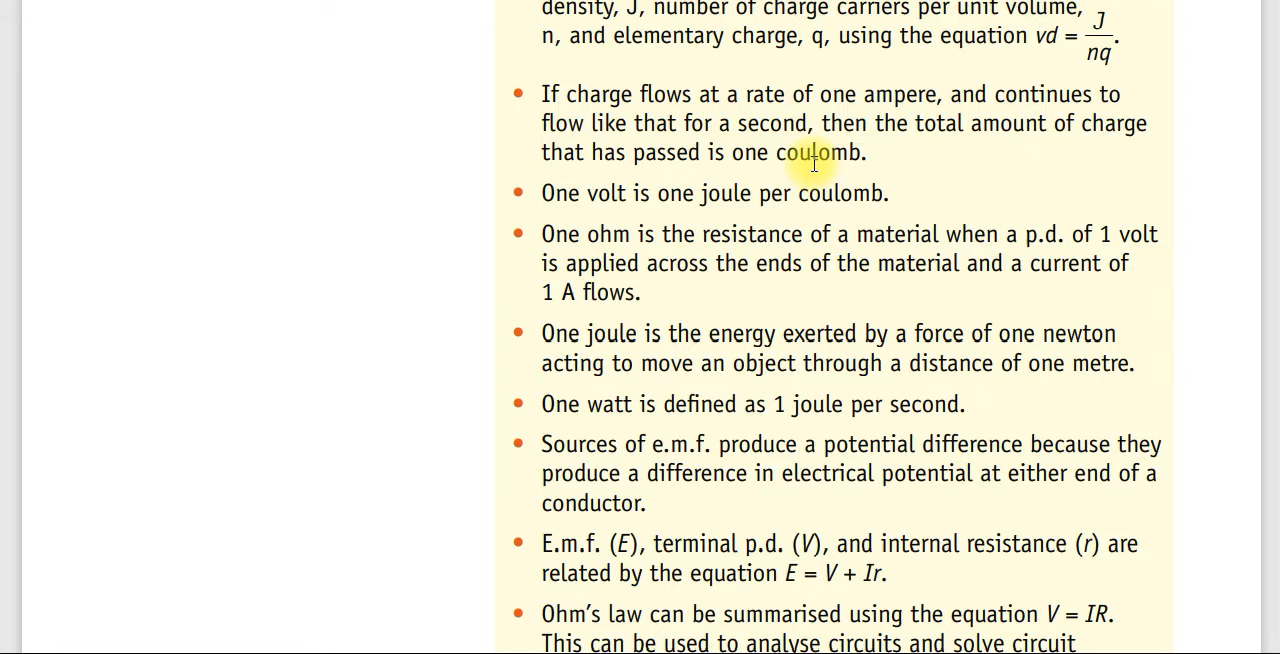 density, J, number of charge carriers per unit volume,
n, and elementary charge, q, using the equation vd = J/nq.
• If charge flows at a rate of one ampere, and continues to
flow like that for a second, then the total amount of charge
that has passed is one coulomb.
• One volt is one joule per coulomb.
• One ohm is the resistance of a material when a p.d. of 1 volt
is applied across the ends of the material and a current of
1 A flows.
• One joule is the energy exerted by a force of one newton
acting to move an object through a distance of one metre.
• One watt is defined as 1 joule per second.
• Sources of e.m.f. produce a potential difference because they
produce a difference in electrical potential at either end of a
conductor.
• E.m.f. (E), terminal p.d. (V), and internal resistance (r) are
related by the equation E = V + Ir.
• Ohm's law can be summarised using the equation V = IR.
This can be used to analyse circuits and solve circuit